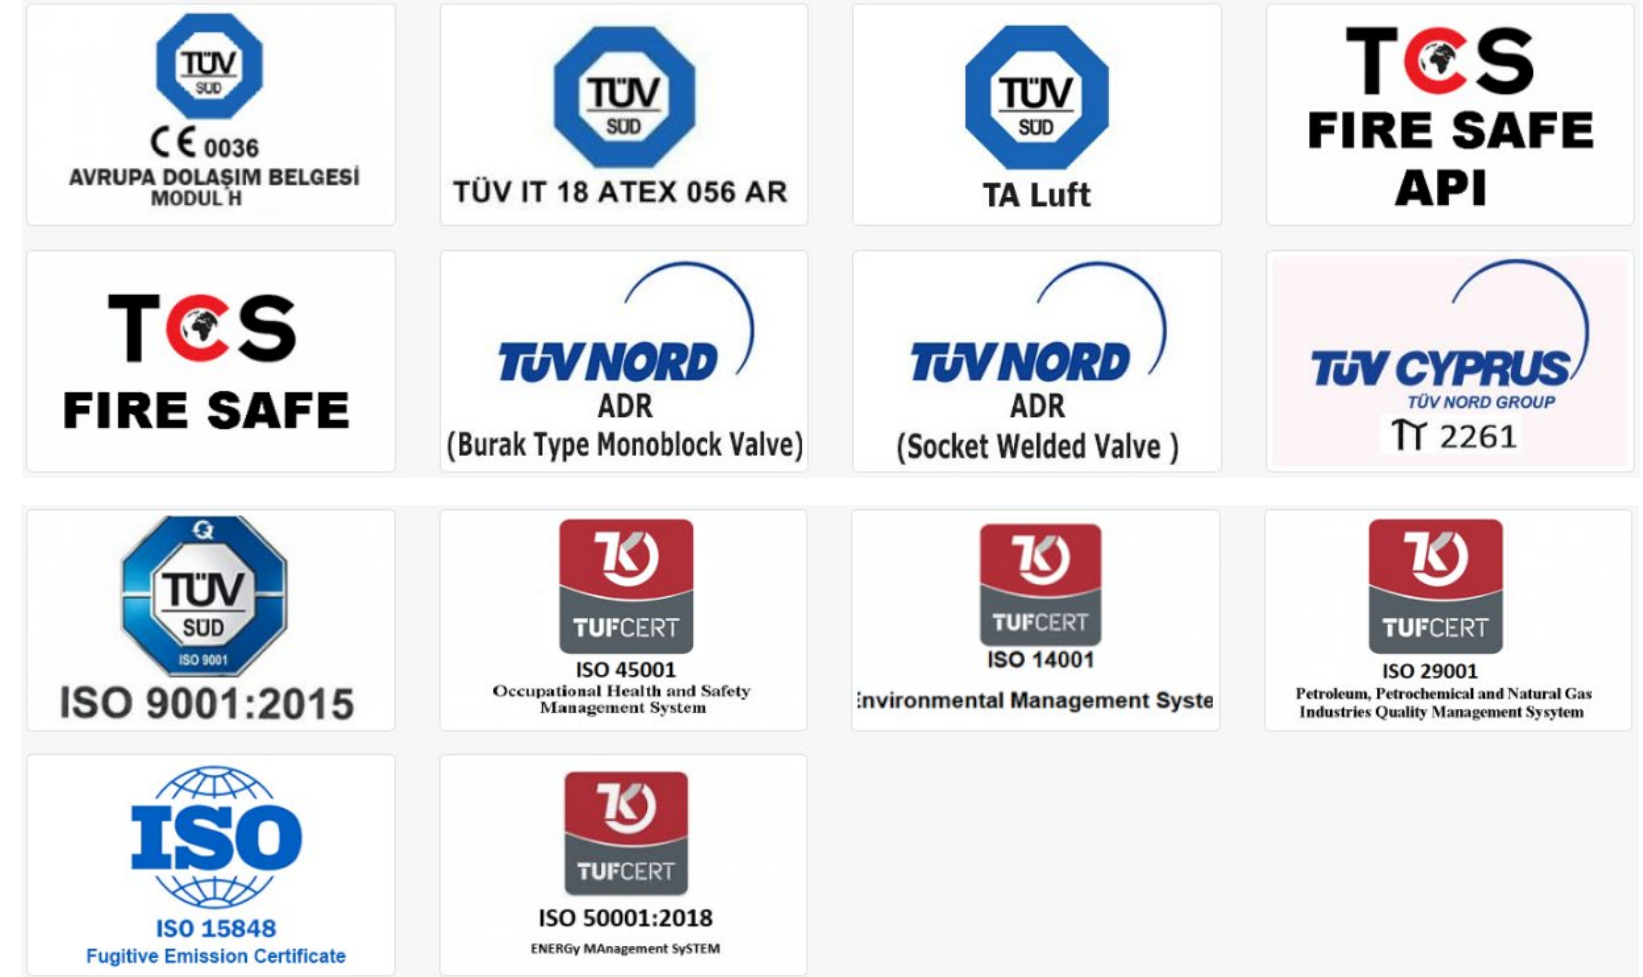 TÜV
SÜD
CE 0036
AVRUPA DOLAŞIM BELGESİ
MODUL H
TÜV
SÜD
TÜV IT 18 ATEX 056 AR
TÜV
SÜD
TA Luft
TCS
FIRE SAFE
API
TCS
FIRE SAFE
TÜV NORD
ADR
(Burak Type Monoblock Valve)
TÜV NORD
ADR
(Socket Welded Valve )
TÜV CYPRUS
TÜV NORD GROUP
2261
TÜV
SÜD
ISO 9001
ISO 9001:2015
TUFCERT
ISO 45001
Occupational Health and Safety
Management System
TUFCERT
ISO 14001
Environmental Management Syste
TUFCERT
ISO 29001
Petroleum, Petrochemical and Natural Gas
Industries Quality Management Sysytem
ISO
ISO 15848
Fugitive Emission Certificate
TUFCERT
ISO 50001:2018
ENERGy MAnagement SySTEM